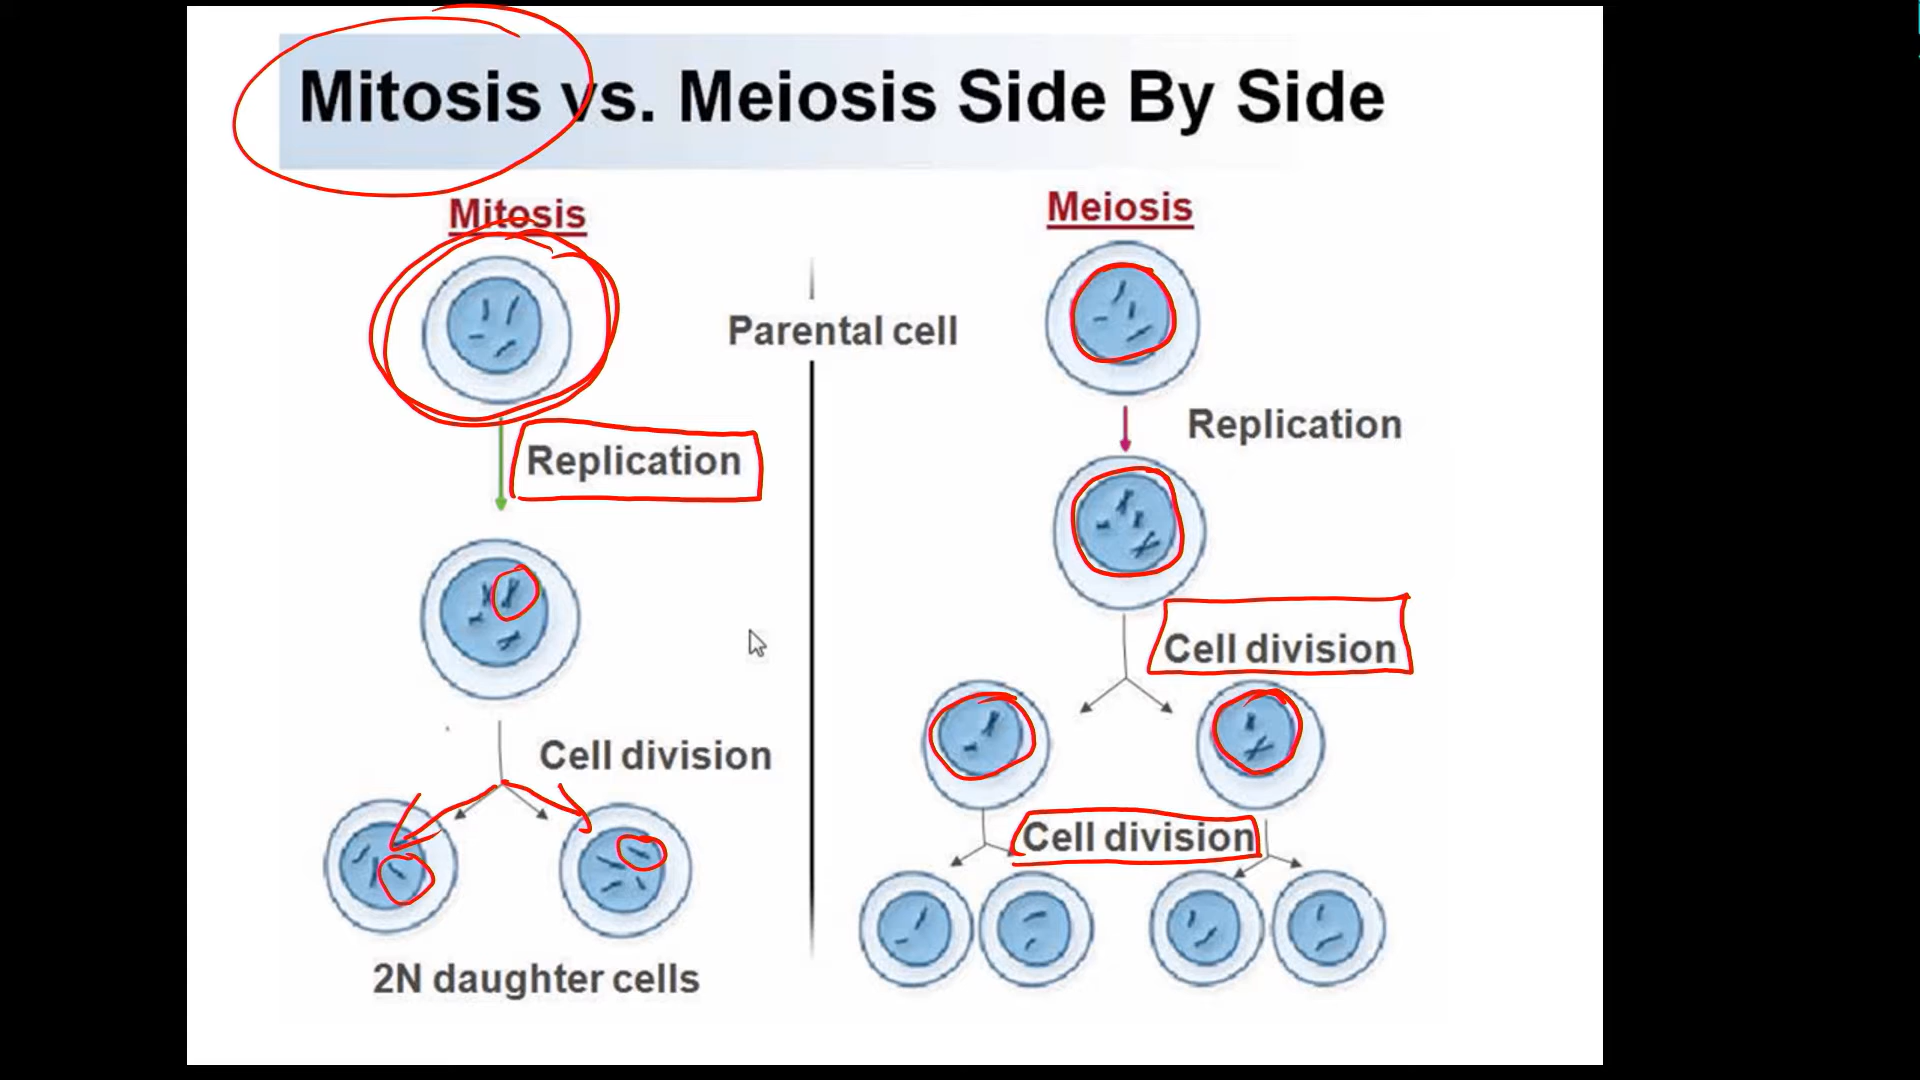 Mitosis vs. Meiosis Side By Side
Mitosis
Meiosis
Parental cell
Replication
Replication
Cell division
Cell division
Cell division
2N daughter cells